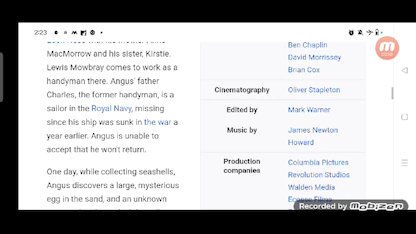 2:23
MacMorrow and his sister, Kirstie.
Lewis Mowbray comes to work as a
handyman there. Angus' father
Charles, the former handyman, is a
sailor in the Royal Navy, missing
since his ship was sunk in the war a
year earlier. Angus is unable to
accept that he won't return.
One day, while collecting seashells,
Angus discovers a large, mysterious
egg in the sand, and an unknown
Ben Chaplin
David Morrissey
Brian Cox
Cinematography Oliver Stapleton
Edited by Mark Warner
Music by James Newton
Howard
Production Columbia Pictures
companies Revolution Studios
Walden Media
Recorded by Mobizen